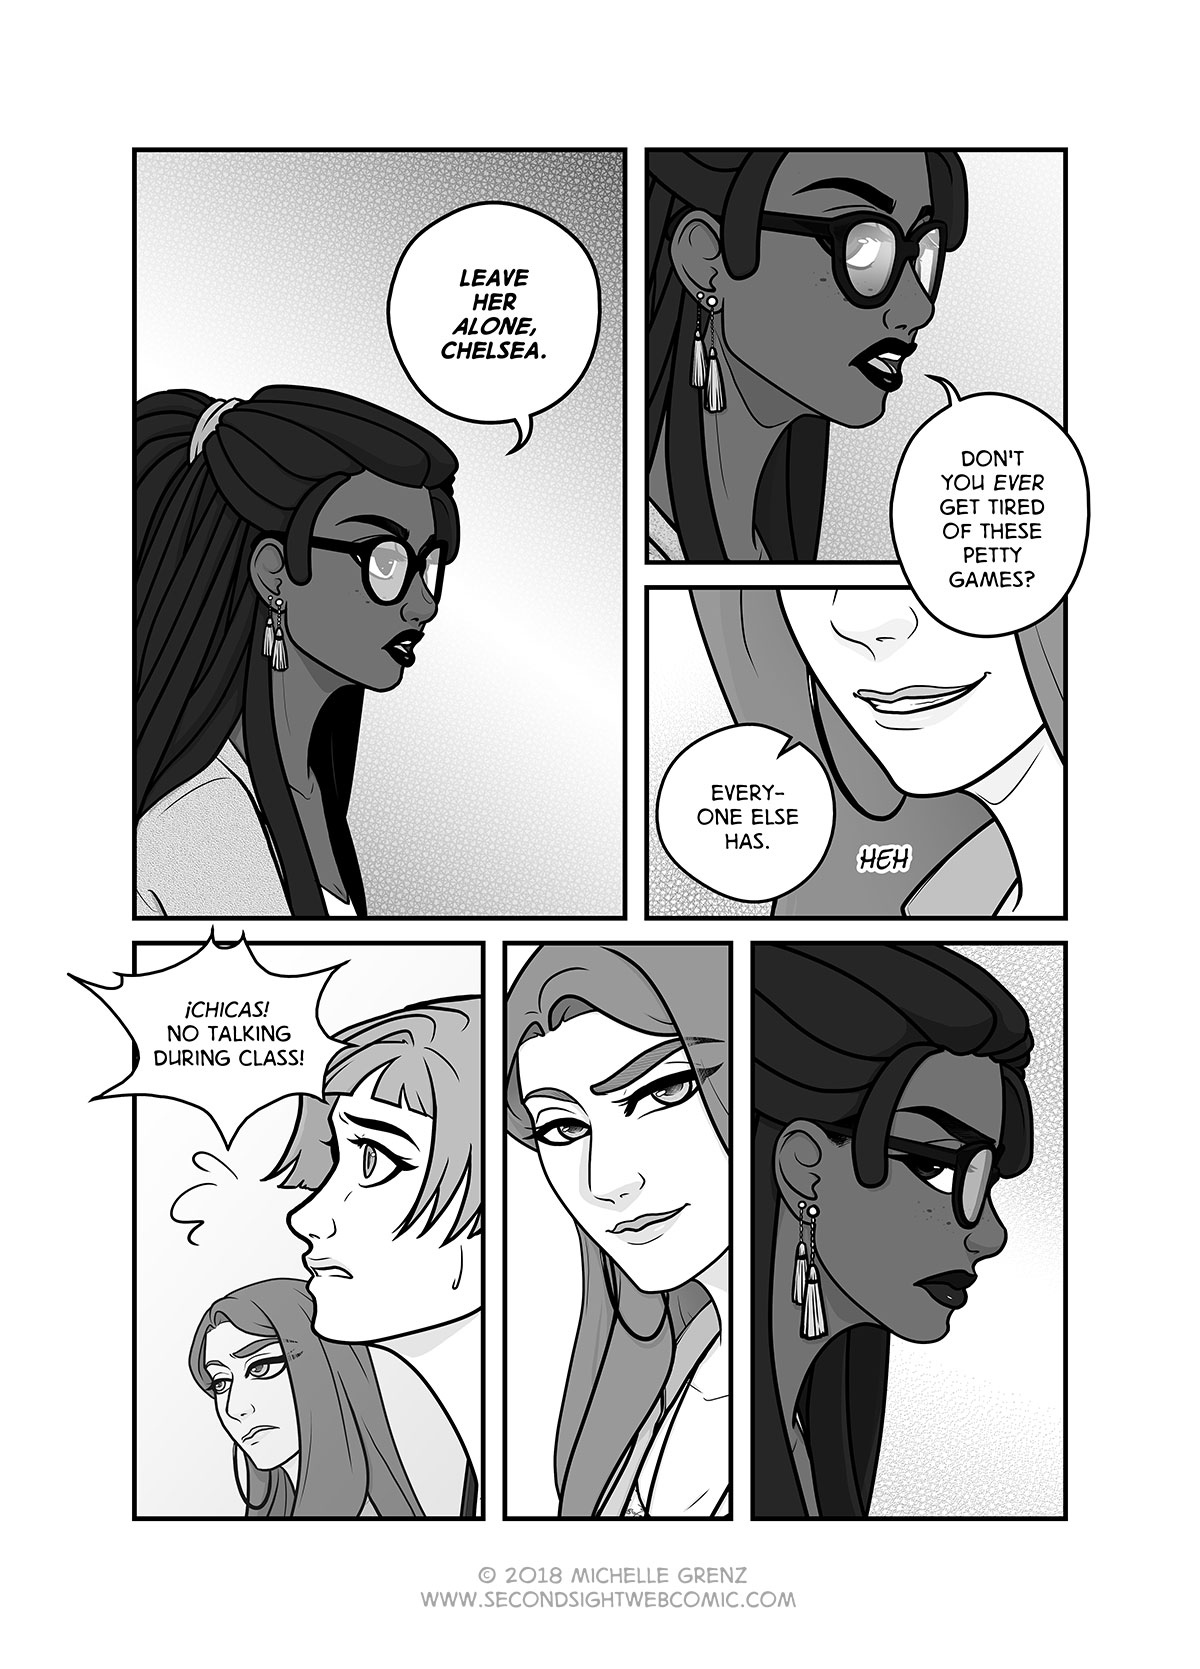 LEAVE
HER
ALONE,
CHELSEA.
DON'T
YOU EVER
GET TIRED
OF THESE
PETTY
GAMES?
EVERY-
ONE ELSE
HAS.
HEH
¡CHICAS!
NO TALKING
DURING CLASS!
© 2018 MICHELLE GRENZ
WWW.SECONDSIGHTWEBCOMIC.COM